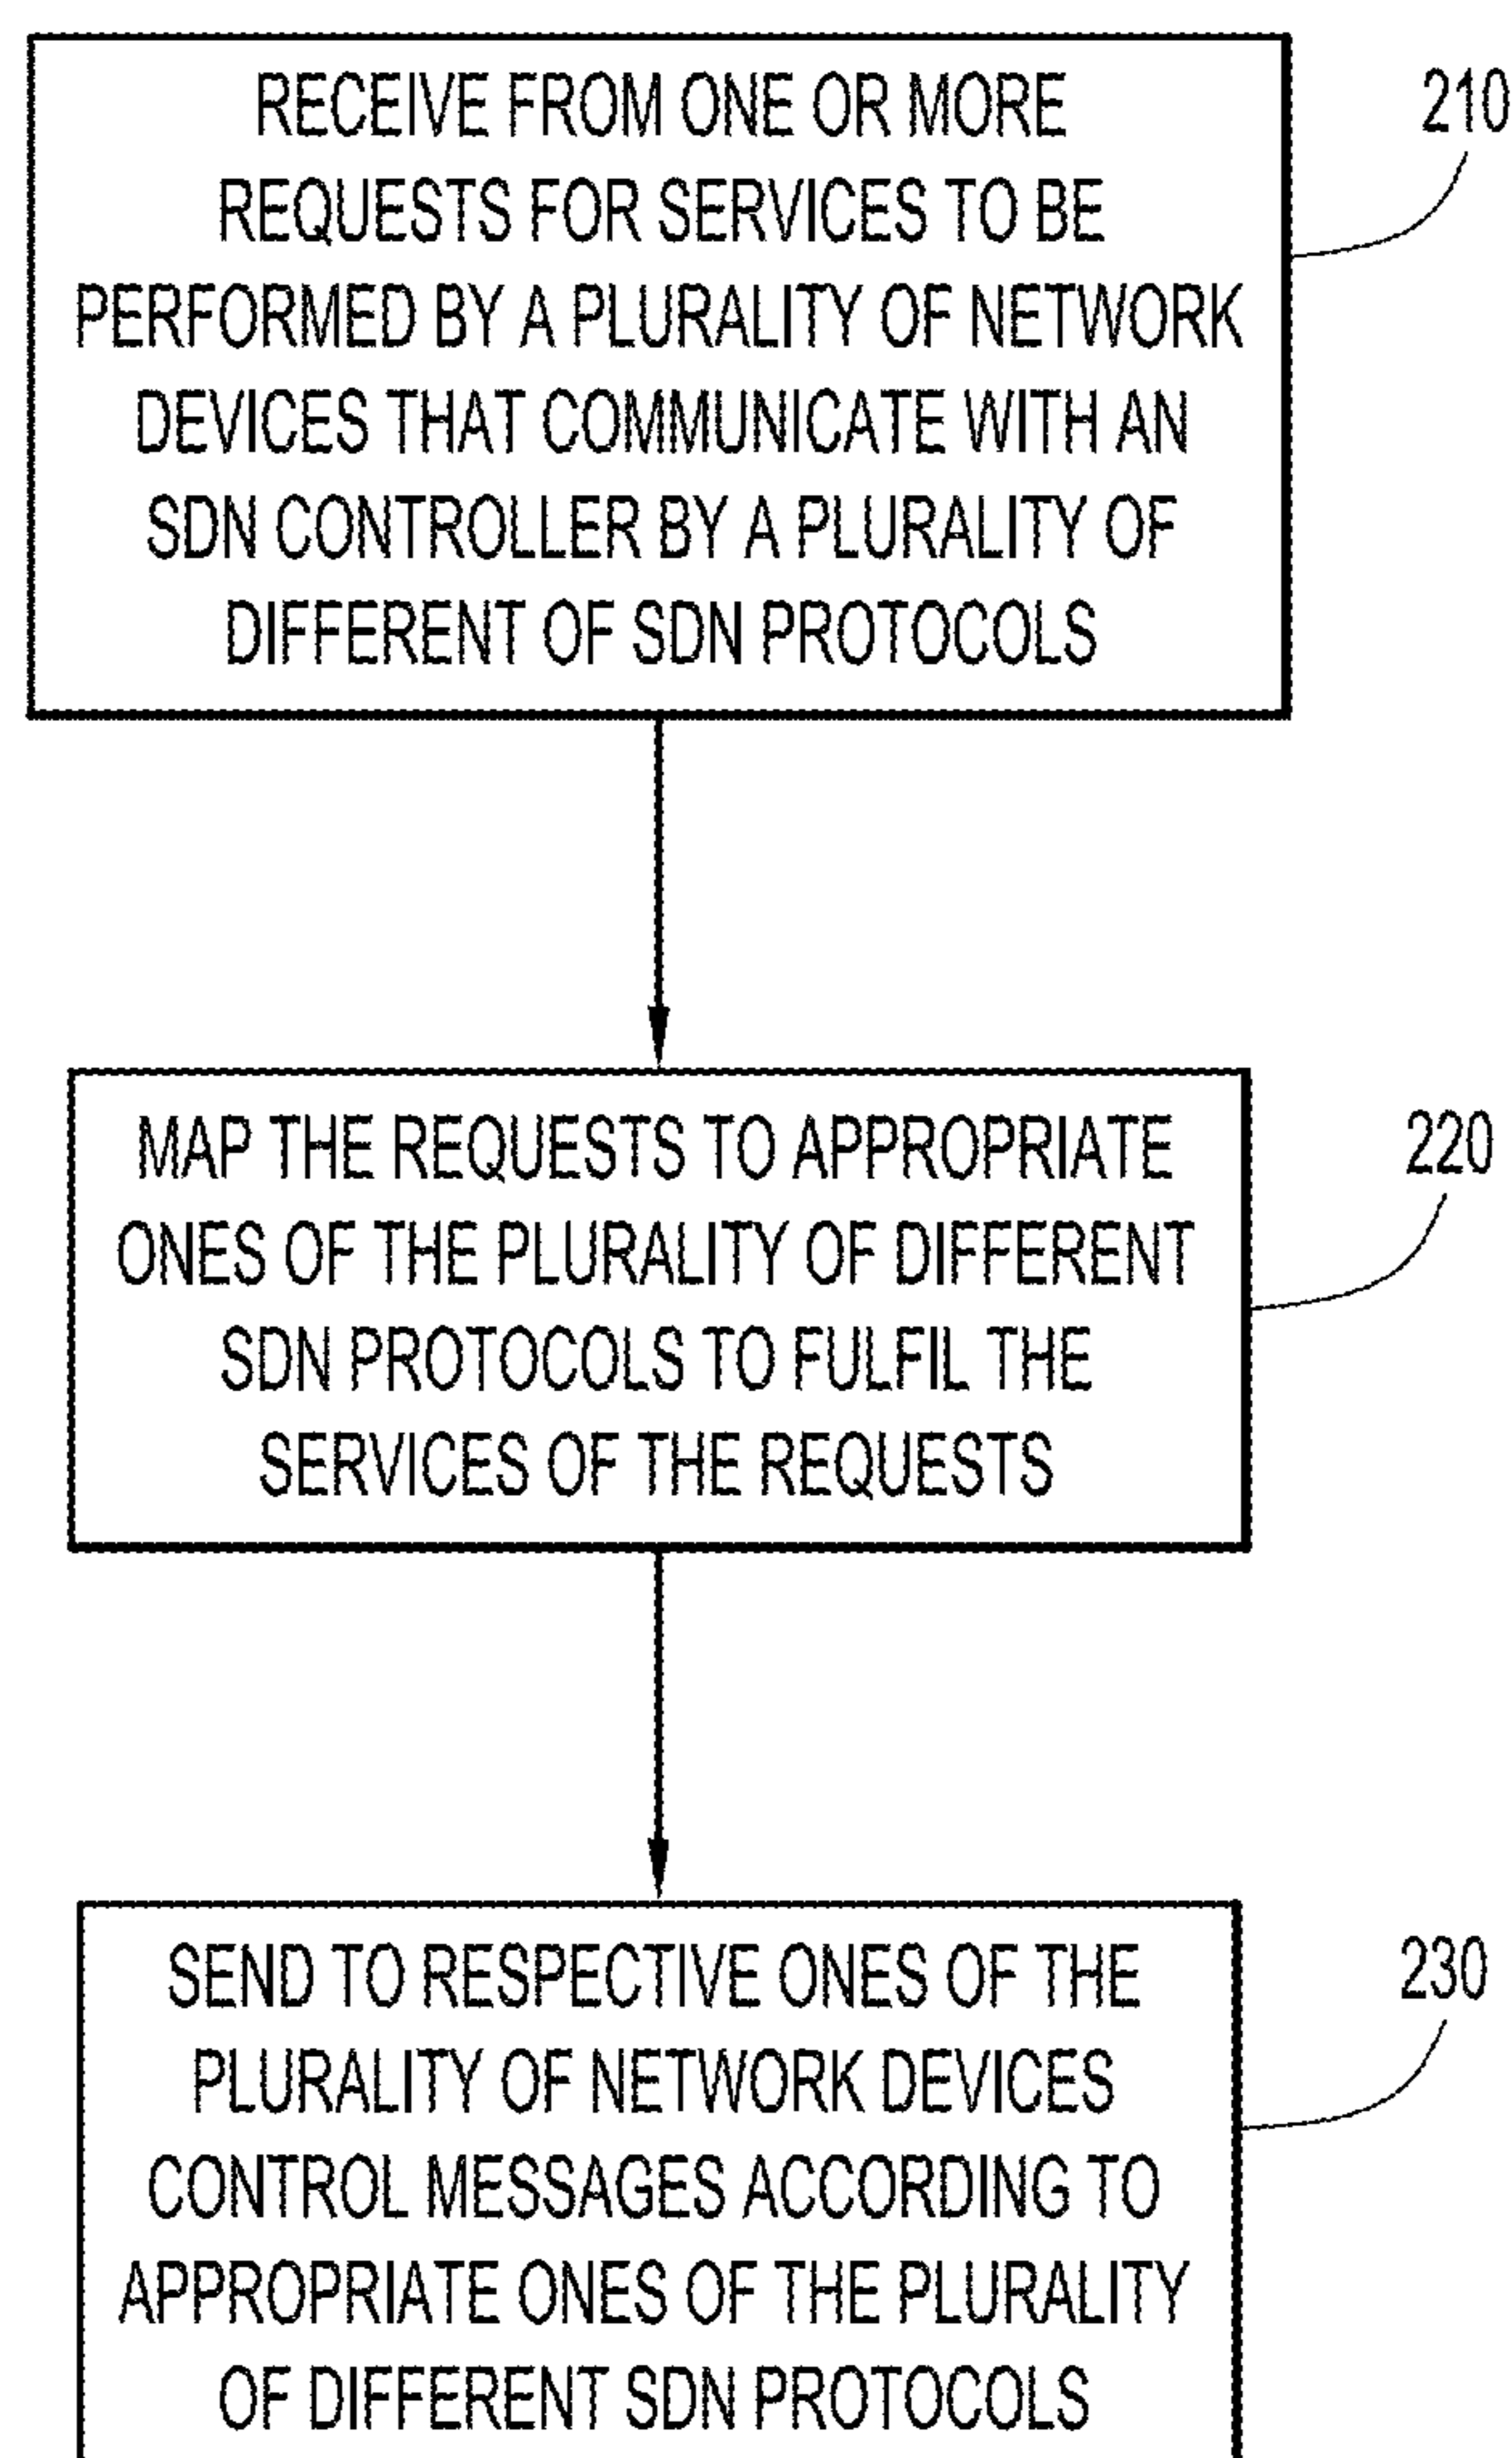 RECEIVE FROM ONE OR MORE
REQUESTS FOR SERVICES TO BE
PERFORMED BY A PLURALITY OF NETWORK
DEVICES THAT COMMUNICATE WITH AN
SDN CONTROLLER BY A PLURALITY OF
DIFFERENT OF SDN PROTOCOLS
210
MAP THE REQUESTS TO APPROPRIATE
ONES OF THE PLURALITY OF DIFFERENT
SDN PROTOCOLS TO FULFIL THE
SERVICES OF THE REQUESTS
220
SEND TO RESPECTIVE ONES OF THE
PLURALITY OF NETWORK DEVICES
CONTROL MESSAGES ACCORDING TO
APPROPRIATE ONES OF THE PLURALITY
OF DIFFERENT SDN PROTOCOLS
230